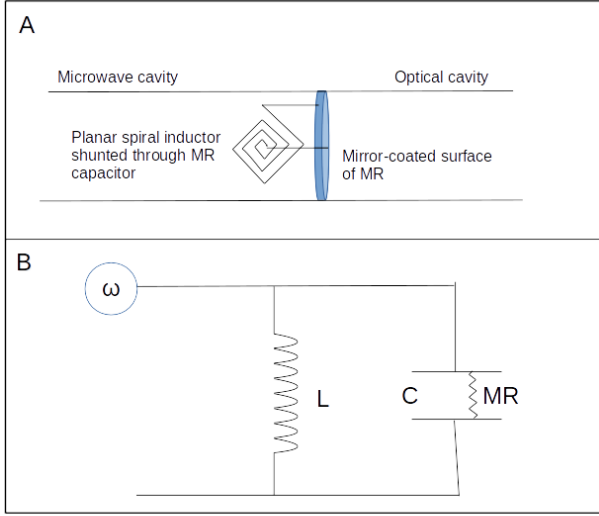 A
Microwave cavity
Optical cavity
Planar spiral inductor
shunted through MR
capacitor
Mirror-coated surface
of MR
B
ω
L
C
MR